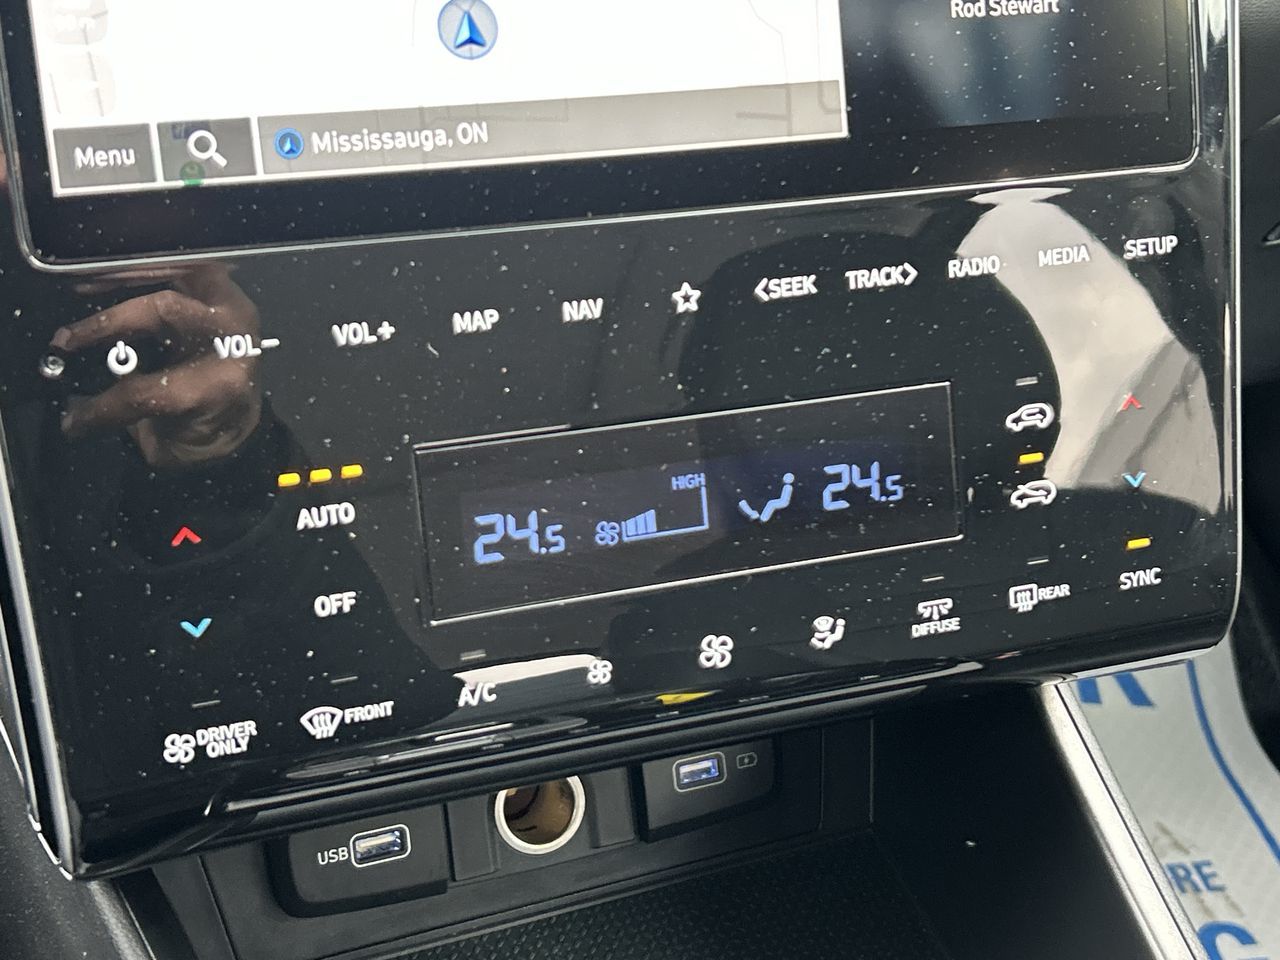 Rod Stewart
Menu
Mississauga, ON
VOL-
VOL+
MAP
NAV
<SEEK
TRACK>
RADIO
MEDIA
SETUP
AUTO
OFF
24.5
HIGH
24.5
SYNC
DRIVER
ONLY
FRONT
A/C
DIFFUSE
REAR
USB
RE